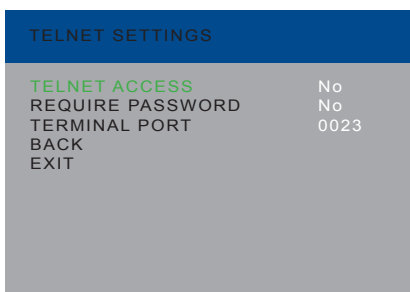 TELNET SETTINGS
TELNET ACCESS No
REQUIRE PASSWORD No
TERMINAL PORT 0023
BACK
EXIT